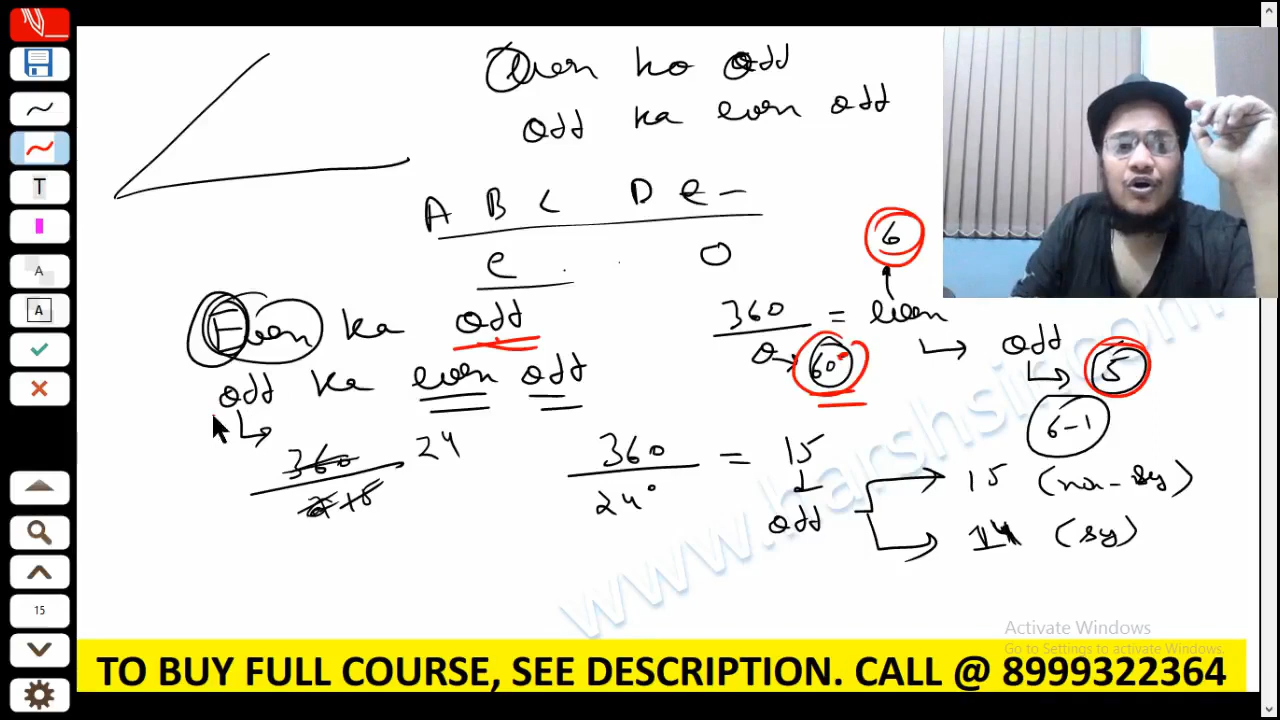 Even ko odd
odd ka even odd
A B C D e –
e 0
6
Even ka odd
odd ka even odd
360 = even
θ → 60°
odd
5
6-1
360 24
360 = 15
24°
odd
15 (non-sy)
14 (sy)
www.harshsir.com
T
A
A
15
Activate Windows
Go to Settings to activate Windows.
TO BUY FULL COURSE, SEE DESCRIPTION. CALL @ 8999322364